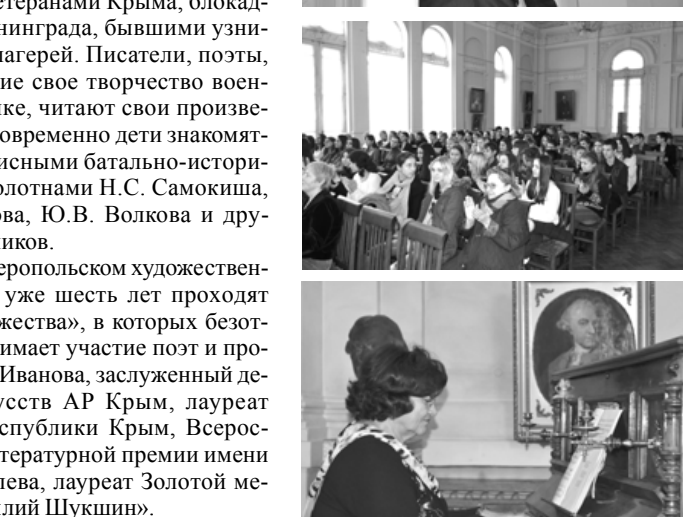 етеранами Крыма, блокад-
нинграда, бывшими узни-
лагерей. Писатели, поэты,
ие свое творчество воен-
ке, читают свои произве-
овременно дети знакомят-
исными батально-истори-
олотнами Н.С. Самокиша,
ова, Ю.В. Волкова и дру-
ников.
еропольском художествен-
уже шесть лет проходят
жества», в которых безот-
нимает участие поэт и про-
Иванова, заслуженный де-
усств АР Крым, лауреат
спублики Крым, Всерос-
тературной премии имени
лева, лауреат Золотой ме-
илий Шукшин».